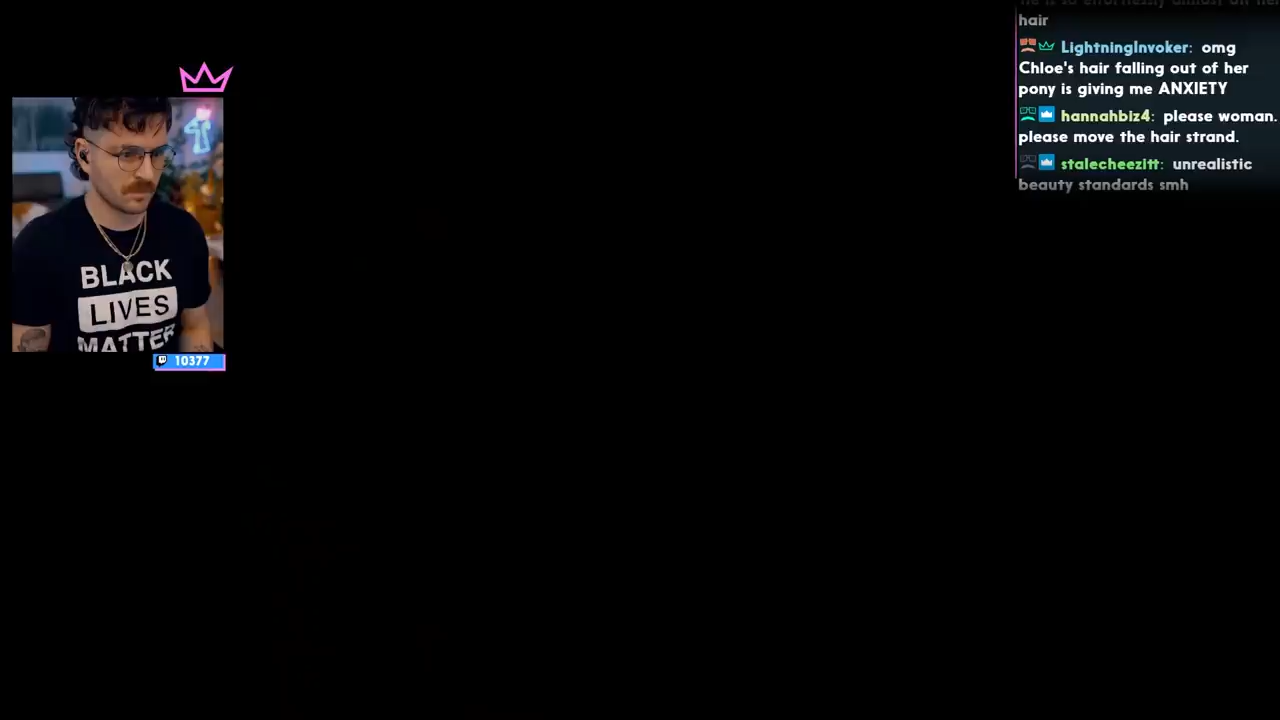 hair
LightningInvoker: omg
Chloe's hair falling out of her
pony is giving me ANXIETY
hannahbiz4: please woman.
please move the hair strand.
stalecheezitt: unrealistic
beauty standards smh
BLACK
LIVES
MATTER
10377